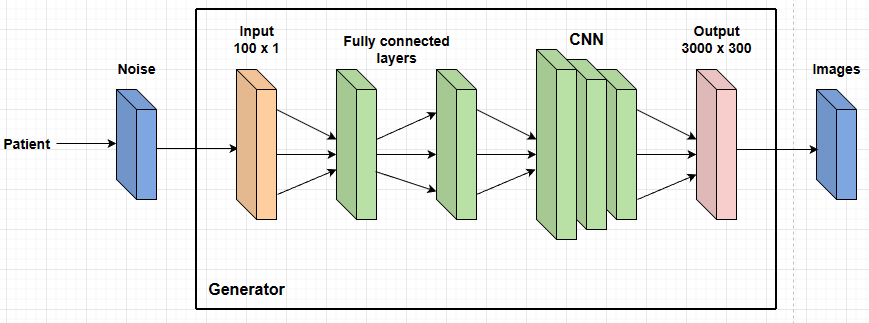 Patient
Noise
Input
100 x 1
Fully connected
layers
CNN
Output
3000 x 300
Images
Generator